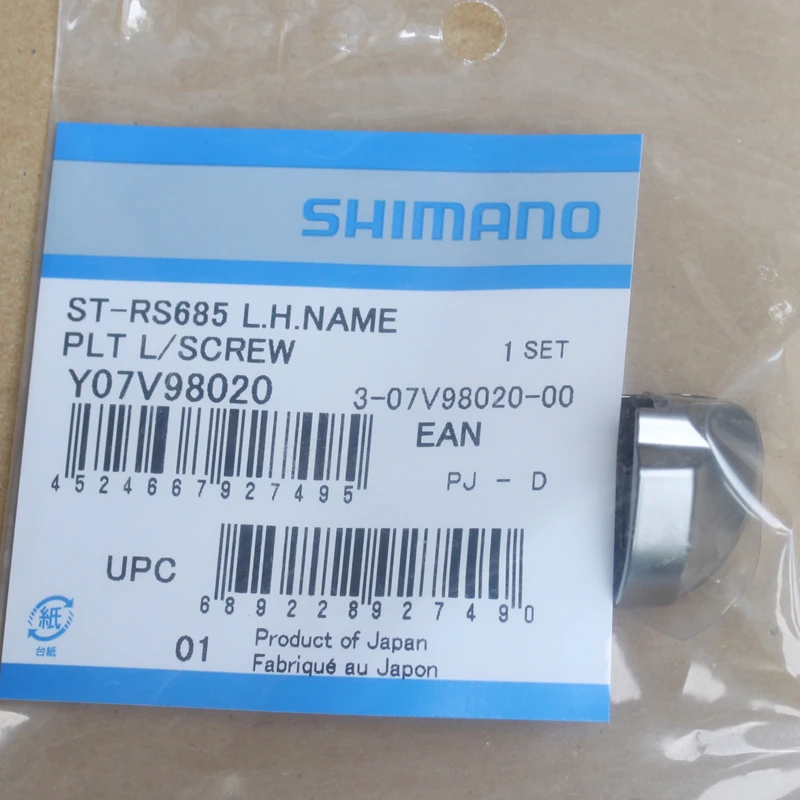 SHIMANO
ST-RS685 L.H.NAME
PLT L/SCREW
1 SET
Y07V98020
3-07V98020-00
EAN
4524667927495
PJ - D
UPC
689228927490
紙
台紙
01
Product of Japan
Fabriqué au Japon